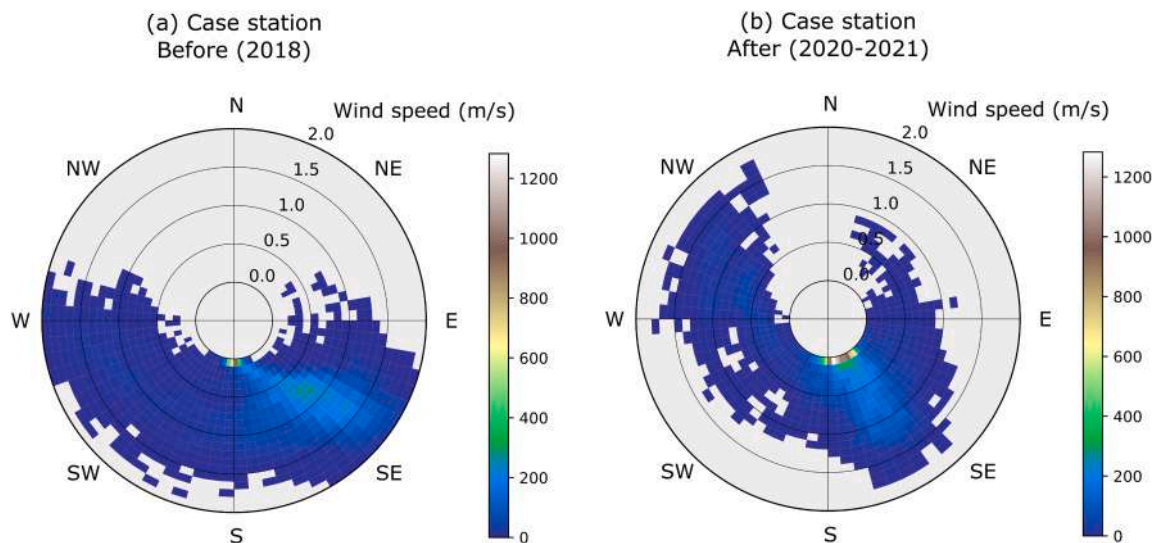 (a) Case station
Before (2018)
Wind speed (m/s)
N
NE
E
SE
S
SW
W
NW
2.0
1.5
1.0
0.5
0.0
1200
1000
800
600
400
200
0
(b) Case station
After (2020-2021)
Wind speed (m/s)
N
NE
E
SE
S
SW
W
NW
2.0
1.5
1.0
0.5
0.0
1200
1000
800
600
400
200
0